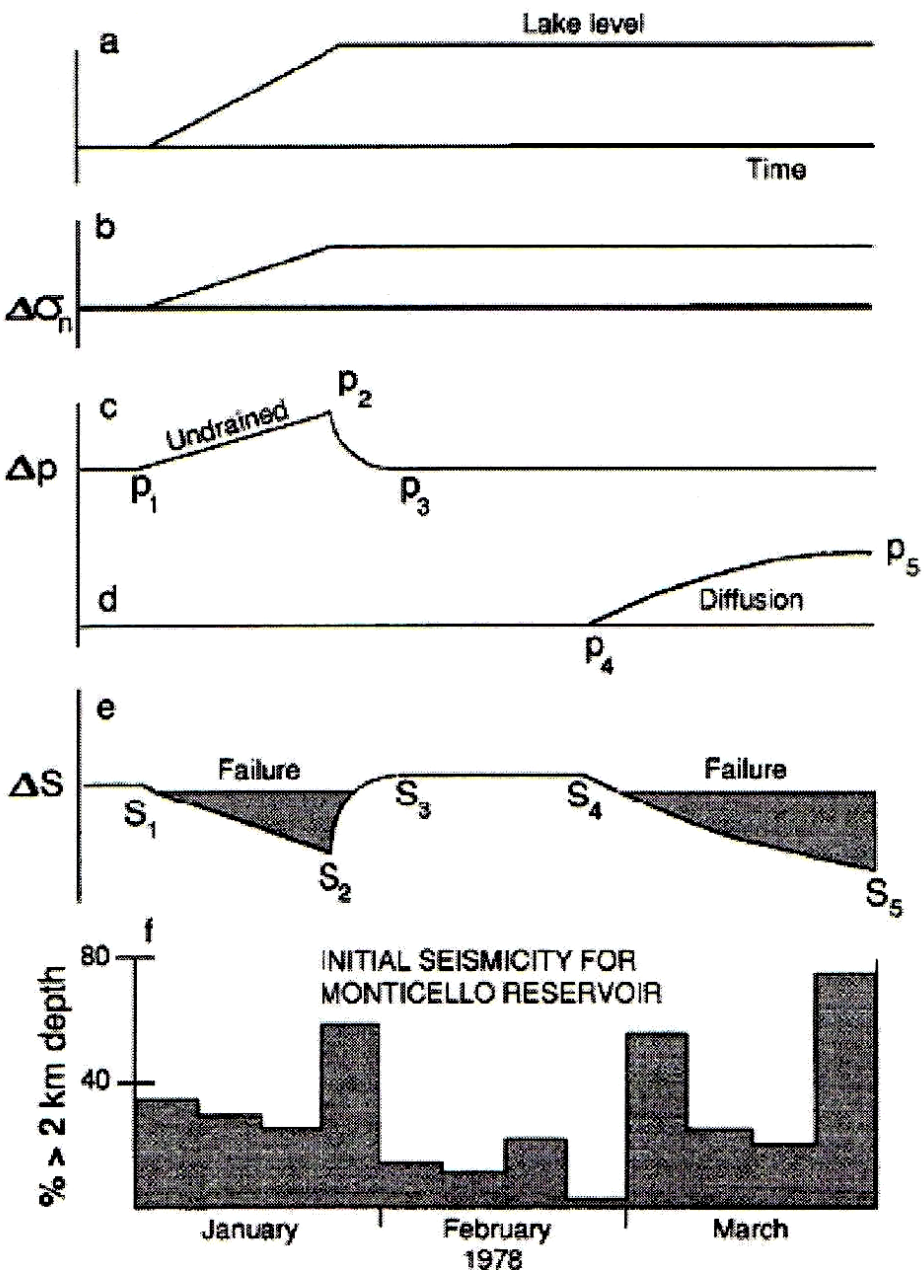 a
Lake level
Time
b
Δσn
c
Undrained
p2
Δp
p1
p3
d
Diffusion
p5
p4
e
ΔS
Failure
Failure
S1
S3
S4
S2
S5
f
80
40
% > 2 km depth
INITIAL SEISMICITY FOR
MONTICELLO RESERVOIR
January
February
March
1978